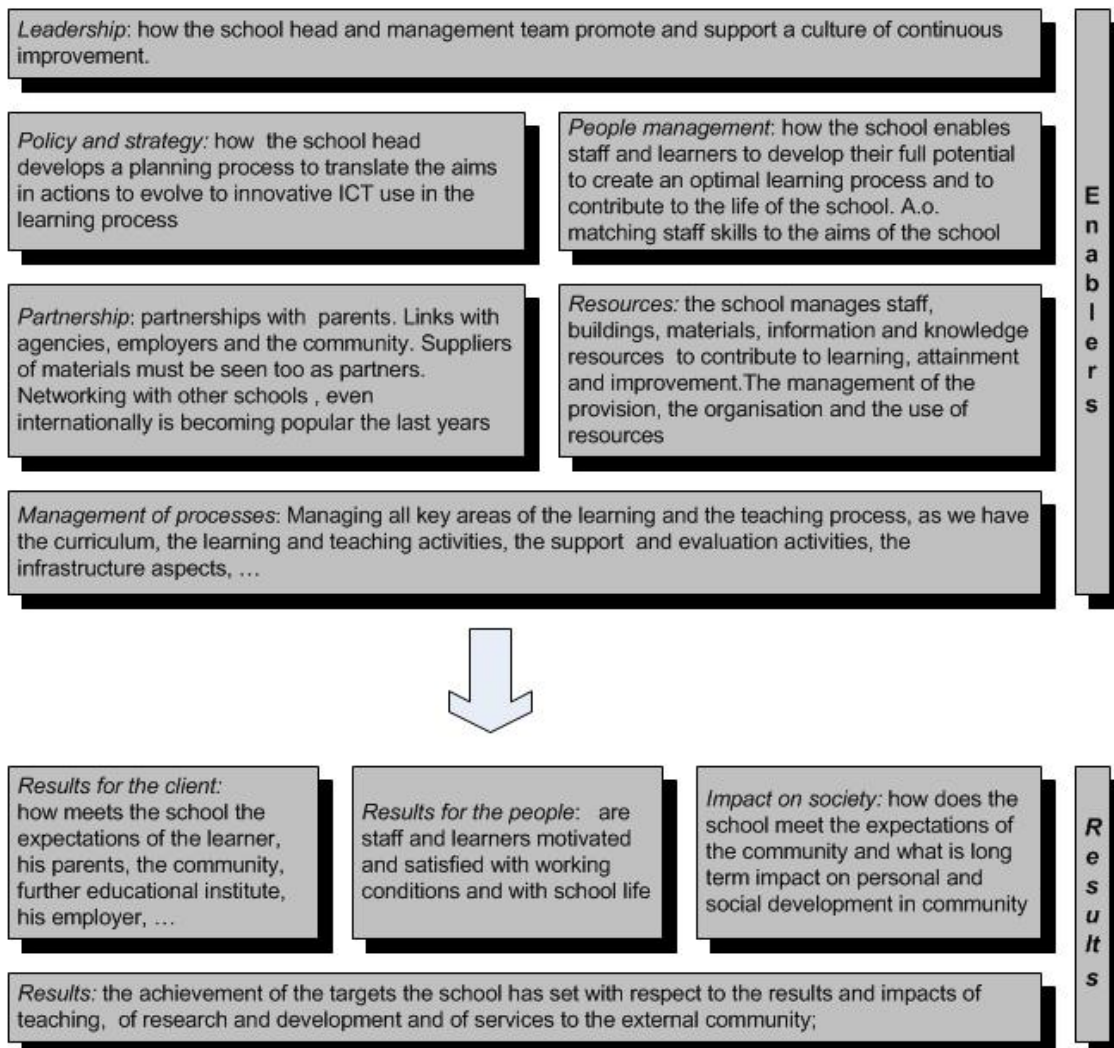 Leadership: how the school head and management team promote and support a culture of continuous
improvement.
Policy and strategy: how the school head
develops a planning process to translate the aims
in actions to evolve to innovative ICT use in the
learning process
People management: how the school enables
staff and learners to develop their full potential
to create an optimal learning process and to
contribute to the life of the school. A.o.
matching staff skills to the aims of the school
Partnership: partnerships with parents. Links with
agencies, employers and the community. Suppliers
of materials must be seen too as partners.
Networking with other schools , even
internationally is becoming popular the last years
Resources: the school manages staff,
buildings, materials, information and knowledge
resources to contribute to learning, attainment
and improvement.The management of the
provision, the organisation and the use of
resources
Management of processes: Managing all key areas of the learning and the teaching process, as we have
the curriculum, the learning and teaching activities, the support and evaluation activities, the
infrastructure aspects, …
Enablers
Results for the client:
how meets the school the
expectations of the learner,
his parents, the community,
further educational institute,
his employer, …
Results for the people: are
staff and learners motivated
and satisfied with working
conditions and with school life
Impact on society: how does the
school meet the expectations of
the community and what is long
term impact on personal and
social development in community
Results: the achievement of the targets the school has set with respect to the results and impacts of
teaching, of research and development and of services to the external community;
Results